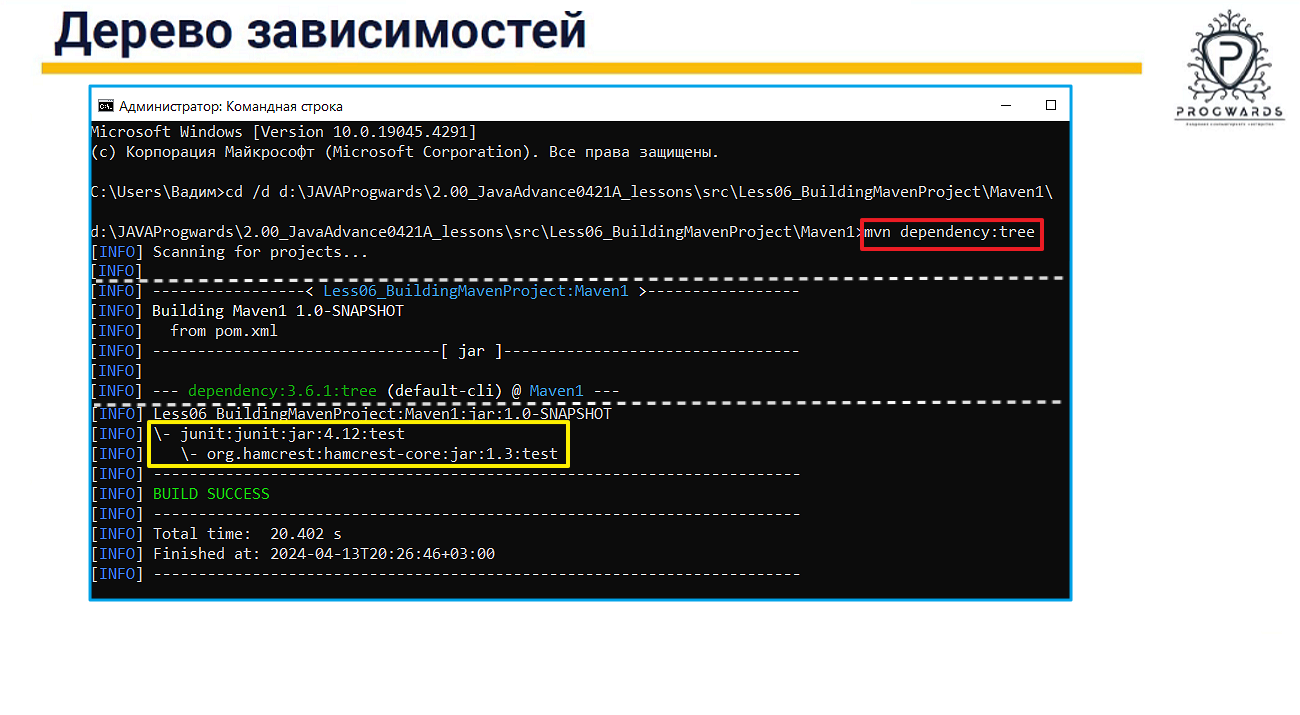 Дерево зависимостей
PROGWARDS
Администратор: Командная строка
Microsoft Windows [Version 10.0.19045.4291]
(c) Корпорация Майкрософт (Microsoft Corporation). Все права защищены.
C:\Users\Вадим>cd /d d:\JAVAProgwards\2.00_JavaAdvance0421A_lessons\src\Less06_BuildingMavenProject\Maven1\
d:\JAVAProgwards\2.00_JavaAdvance0421A_lessons\src\Less06_BuildingMavenProject\Maven1>mvn dependency:tree
[INFO] Scanning for projects...
[INFO]
[INFO] -----------------< Less06_BuildingMavenProject:Maven1 >-----------------
[INFO] Building Maven1 1.0-SNAPSHOT
[INFO]   from pom.xml
[INFO] --------------------------------[ jar ]---------------------------------
[INFO]
[INFO] --- dependency:3.6.1:tree (default-cli) @ Maven1 ---
[INFO] Less06_BuildingMavenProject:Maven1:jar:1.0-SNAPSHOT
[INFO] \- junit:junit:jar:4.12:test
[INFO]    \- org.hamcrest:hamcrest-core:jar:1.3:test
[INFO] ------------------------------------------------------------------------
[INFO] BUILD SUCCESS
[INFO] ------------------------------------------------------------------------
[INFO] Total time:  20.402 s
[INFO] Finished at: 2024-04-13T20:26:46+03:00
[INFO] ------------------------------------------------------------------------